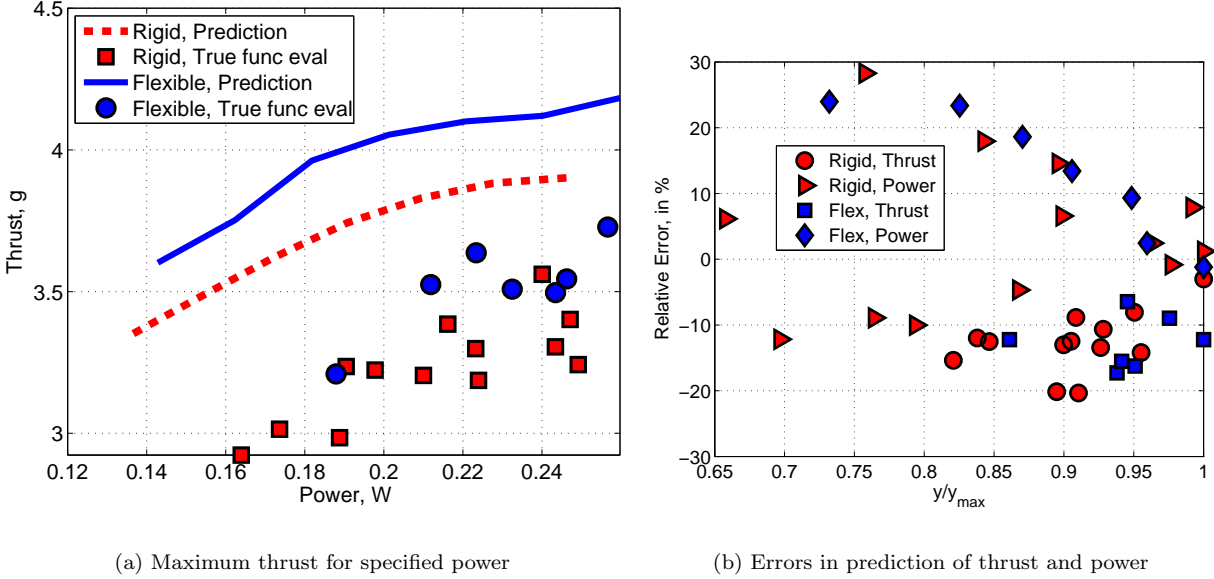 4.5
4
3.5
3
Thrust, g
Rigid, Prediction
Rigid, True func eval
Flexible, Prediction
Flexible, True func eval
0.12 0.14 0.16 0.18 0.2 0.22 0.24
Power, W
(a) Maximum thrust for specified power
30
20
10
0
−10
−20
−30
Relative Error, in %
Rigid, Thrust
Rigid, Power
Flex, Thrust
Flex, Power
0.65 0.7 0.75 0.8 0.85 0.9 0.95 1
y/y_max
(b) Errors in prediction of thrust and power